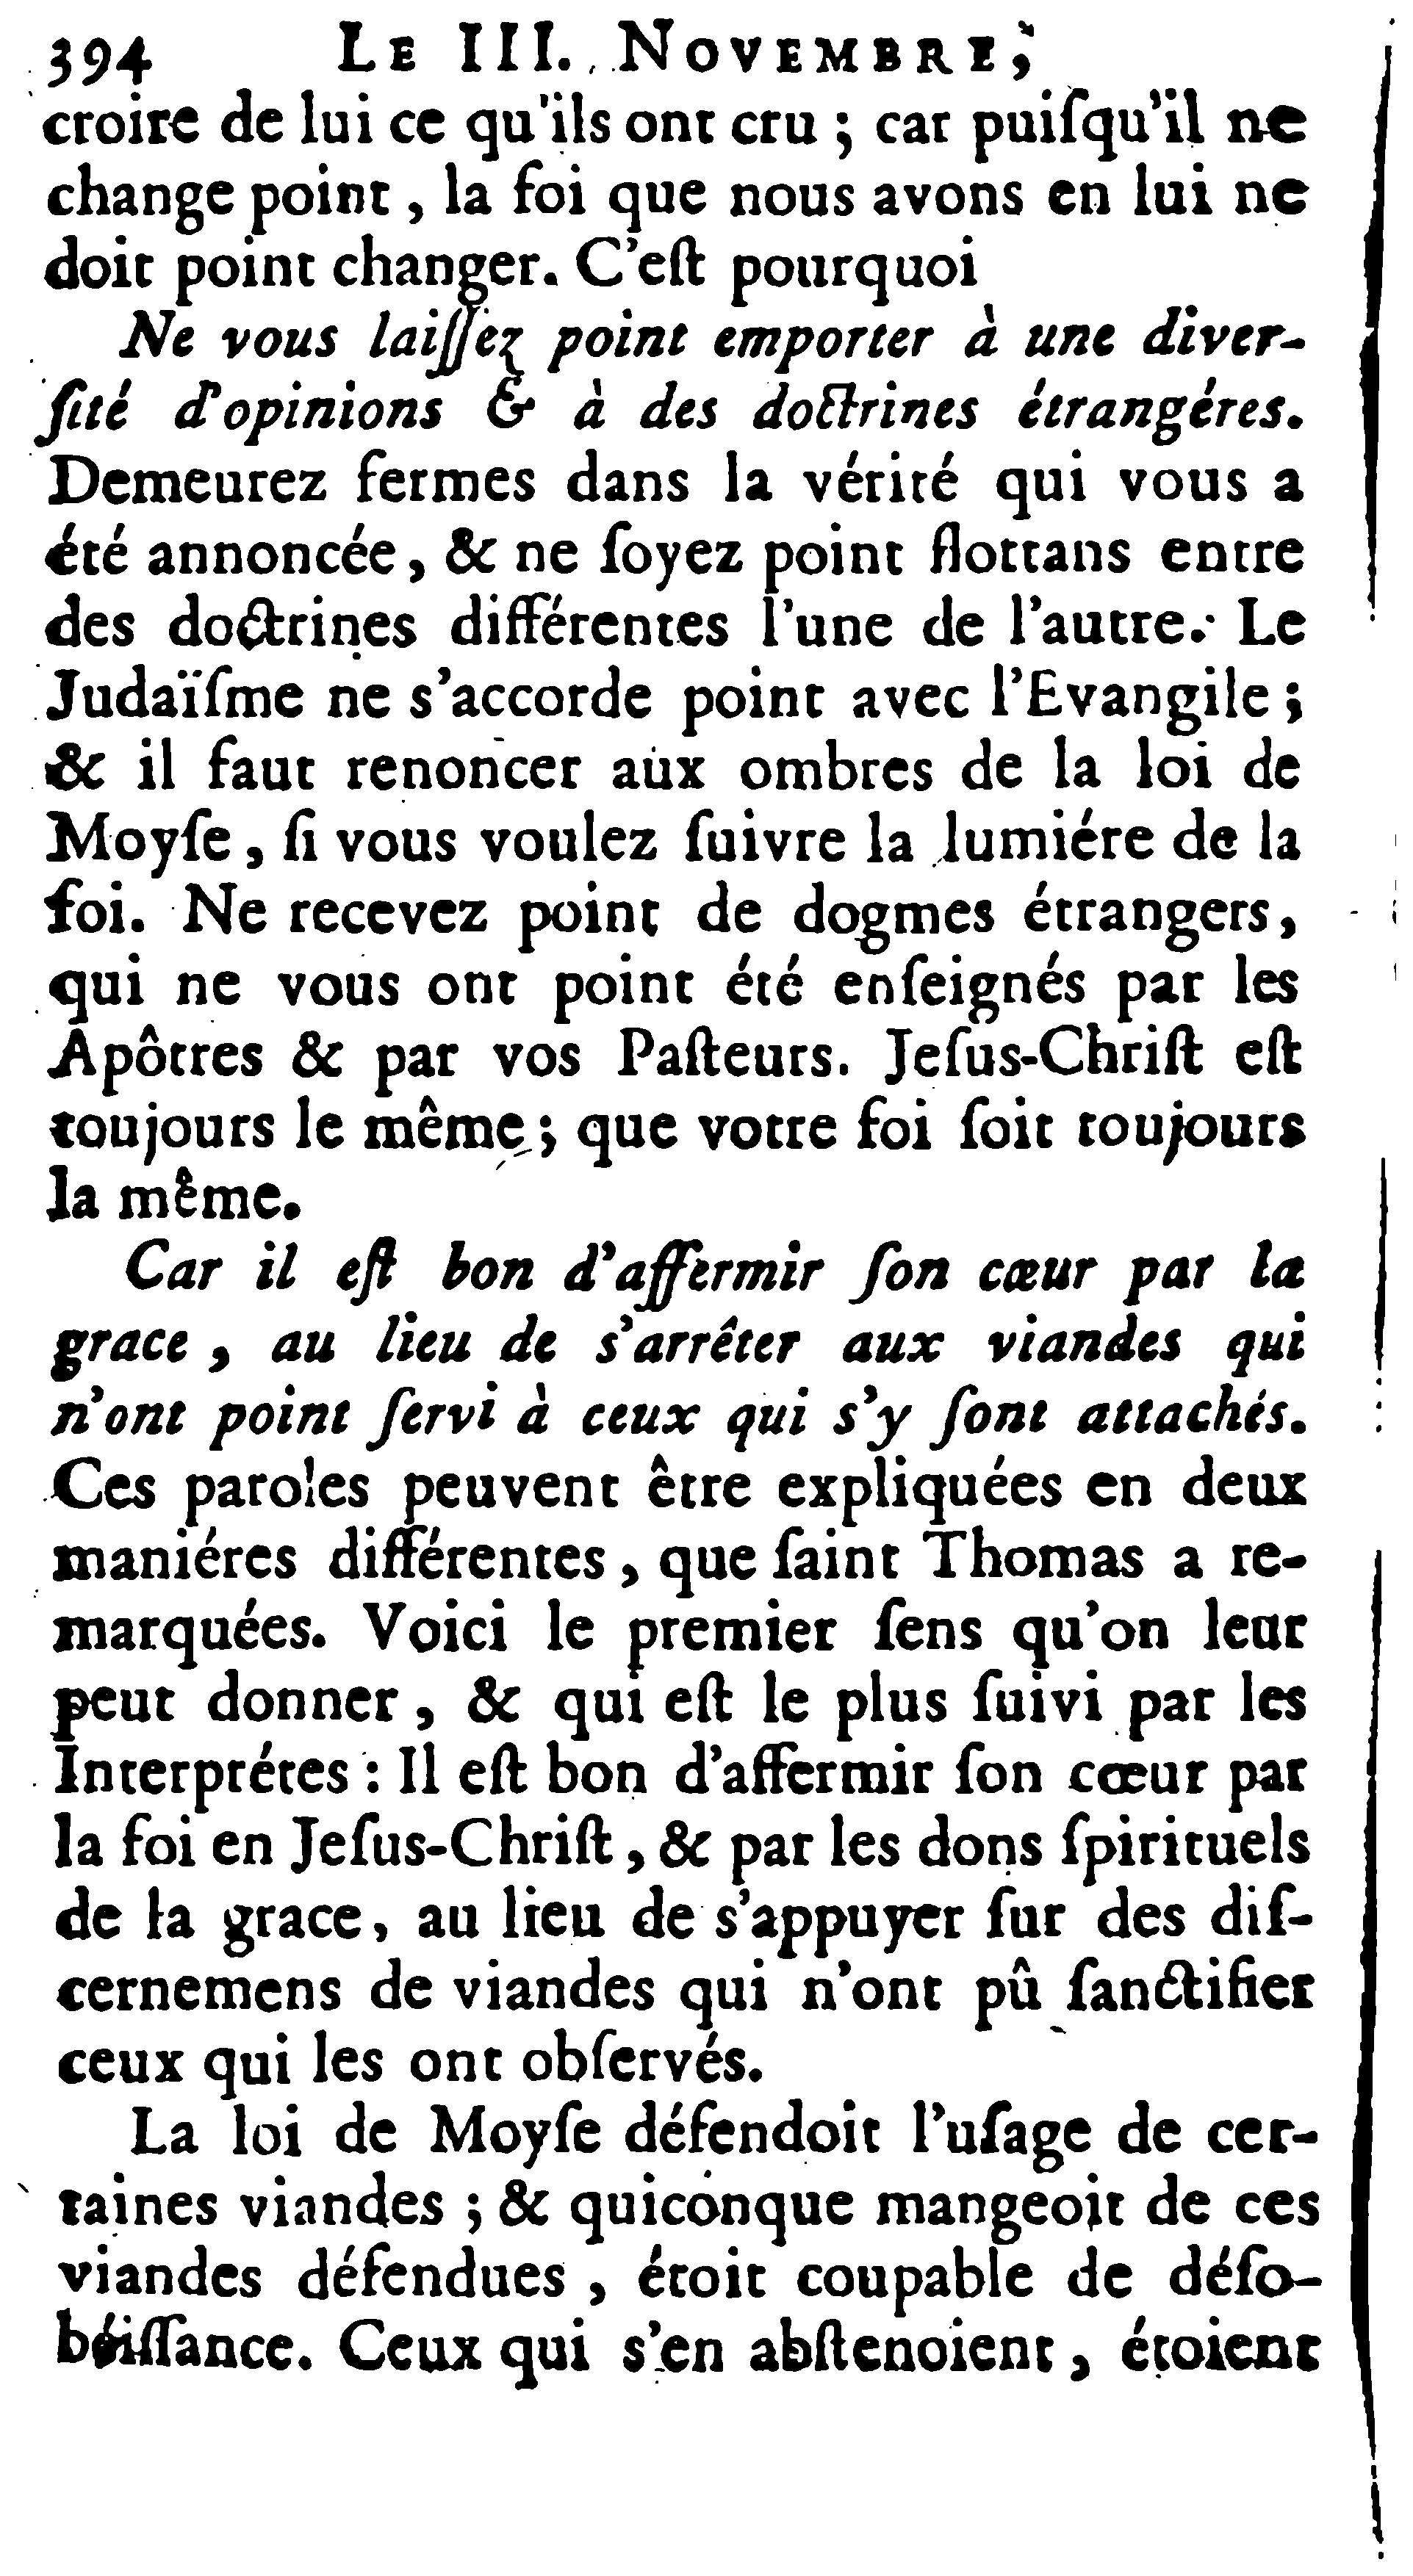 394 LE III. NOVEMBRE,
croire de lui ce qu'ils ont cru ; car puiſqu'il ne
change point , la foi que nous avons en lui ne
doit point changer. C'eſt pourquoi
Ne vous laiſſez point emporter à une diver-
ſité d'opinions & à des doctrines étrangéres.
Demeurez fermes dans la vérité qui vous a
été annoncée, & ne ſoyez point flottans entre
des doctrines différentes l'une de l'autre. Le
Judaïſme ne s'accorde point avec l'Evangile ;
& il faut renoncer aux ombres de la loi de
Moyſe , ſi vous voulez ſuivre la lumiére de la
foi. Ne recevez point de dogmes étrangers,
qui ne vous ont point été enſeignés par les
Apôtres & par vos Paſteurs. Jeſus-Chriſt eſt
toujours le même ; que votre foi ſoit toujours
la même.
Car il eſt bon d'affermir ſon cœur par la
grace , au lieu de s'arrêter aux viandes qui
n'ont point ſervi à ceux qui s'y ſont attachés.
Ces paroles peuvent être expliquées en deux
maniéres différentes , que ſaint Thomas a re-
marquées. Voici le premier ſens qu'on leur
peut donner , & qui eſt le plus ſuivi par les
Interprétes : Il eſt bon d'affermir ſon cœur par
la foi en Jeſus-Chriſt , & par les dons ſpirituels
de la grace, au lieu de s'appuyer ſur des diſ-
cernemens de viandes qui n'ont pû ſanctifier
ceux qui les ont obſervés.
La loi de Moyſe défendoit l'uſage de cer-
taines viandes ; & quiconque mangeoit de ces
viandes défendues , étoit coupable de déſo-
béiſſance. Ceux qui s'en abſtenoient , étoient